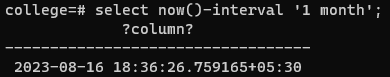 college=# select now()-interval '1 month';
?column?
----------------------------------
2023-08-16 18:36:26.759165+05:30